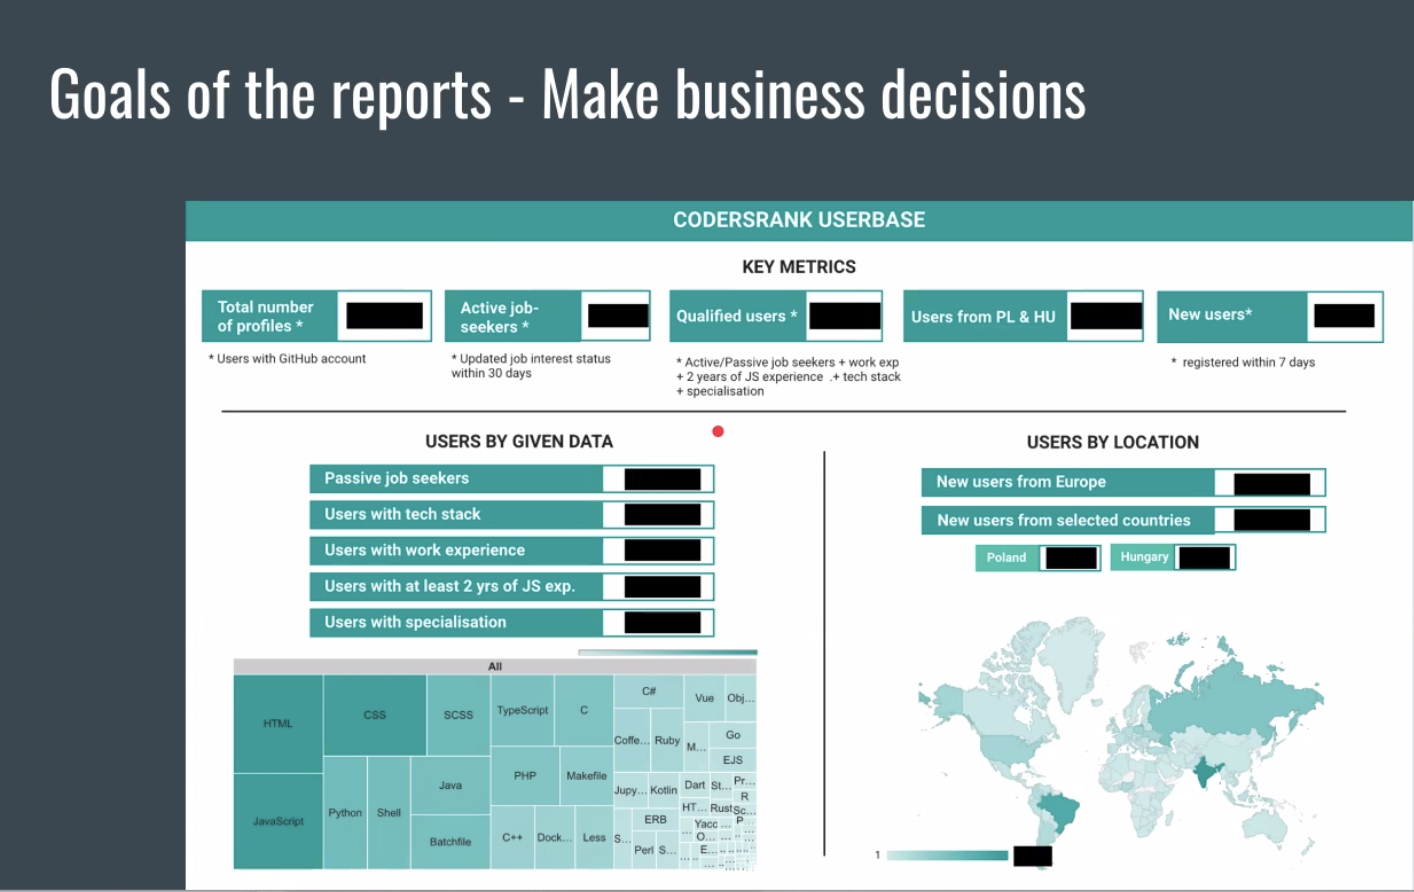 Goals of the reports - Make business decisions
CODERSRANK USERBASE
KEY METRICS
Total number
of profiles *
* Users with GitHub account
Active job-
seekers *
* Updated job interest status
within 30 days
Qualified users *
* Active/Passive job seekers + work exp
+ 2 years of JS experience .+ tech stack
+ specialisation
Users from PL & HU
New users*
* registered within 7 days
USERS BY GIVEN DATA
Passive job seekers
Users with tech stack
Users with work experience
Users with at least 2 yrs of JS exp.
Users with specialisation
All
HTML
CSS
SCSS
TypeScript
C
C#
Vue
Obj...
JavaScript
Python
Shell
Java
Batchfile
PHP
Makefile
C++
Dock...
Less
Coffe...
Ruby
M...
Go
EJS
Jupy...
Kotlin
Dart
St...
Pr...
R
HT...
Rust
Sc...
ERB
Yacc
P...
O...
S...
Perl
S...
E...
USERS BY LOCATION
New users from Europe
New users from selected countries
Poland
Hungary
1